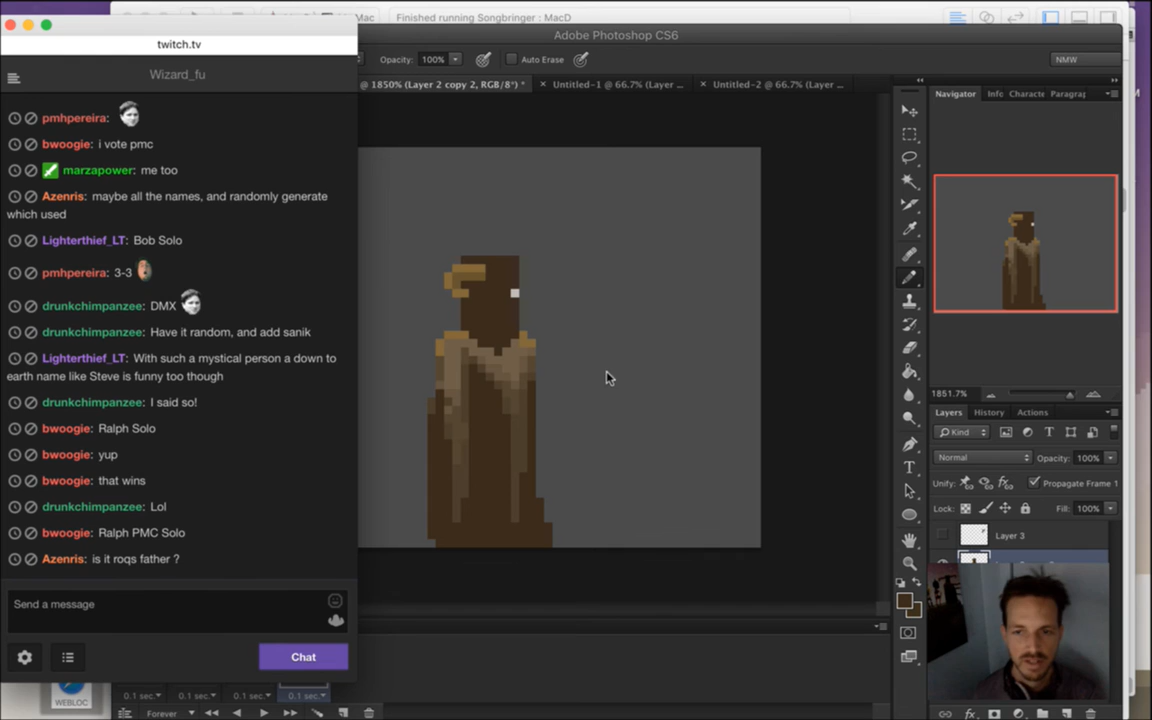 Mac
Finished running Songbringer : MacD
twitch.tv
Adobe Photoshop CS6
Opacity: 100%
Auto Erase
NMW
Wizard_fu
@ 1850% (Layer 2 copy 2, RGB/8*) *
Untitled-1 @ 66.7% (Layer ...
Untitled-2 @ 66.7% (Layer ...
Navigator
Info
Characte
Paragrap
pmhpereira:
bwoogie: i vote pmc
marzapower: me too
Azenris: maybe all the names, and randomly generate
which used
Lighterthief_LT: Bob Solo
pmhpereira: 3-3
drunkchimpanzee: DMX
drunkchimpanzee: Have it random, and add sanik
Lighterthief_LT: With such a mystical person a down to
earth name like Steve is funny too though
drunkchimpanzee: I said so!
bwoogie: Ralph Solo
bwoogie: yup
bwoogie: that wins
drunkchimpanzee: Lol
bwoogie: Ralph PMC Solo
Azenris: is it roqs father ?
Send a message
Chat
WEBLOC
1851.7%
Layers
History
Actions
Kind
Normal
Opacity: 100%
Unify:
Propagate Frame 1
Lock:
Fill: 100%
Layer 3
0.1 sec.
0.1 sec.
0.1 sec.
0.1 sec.
Forever